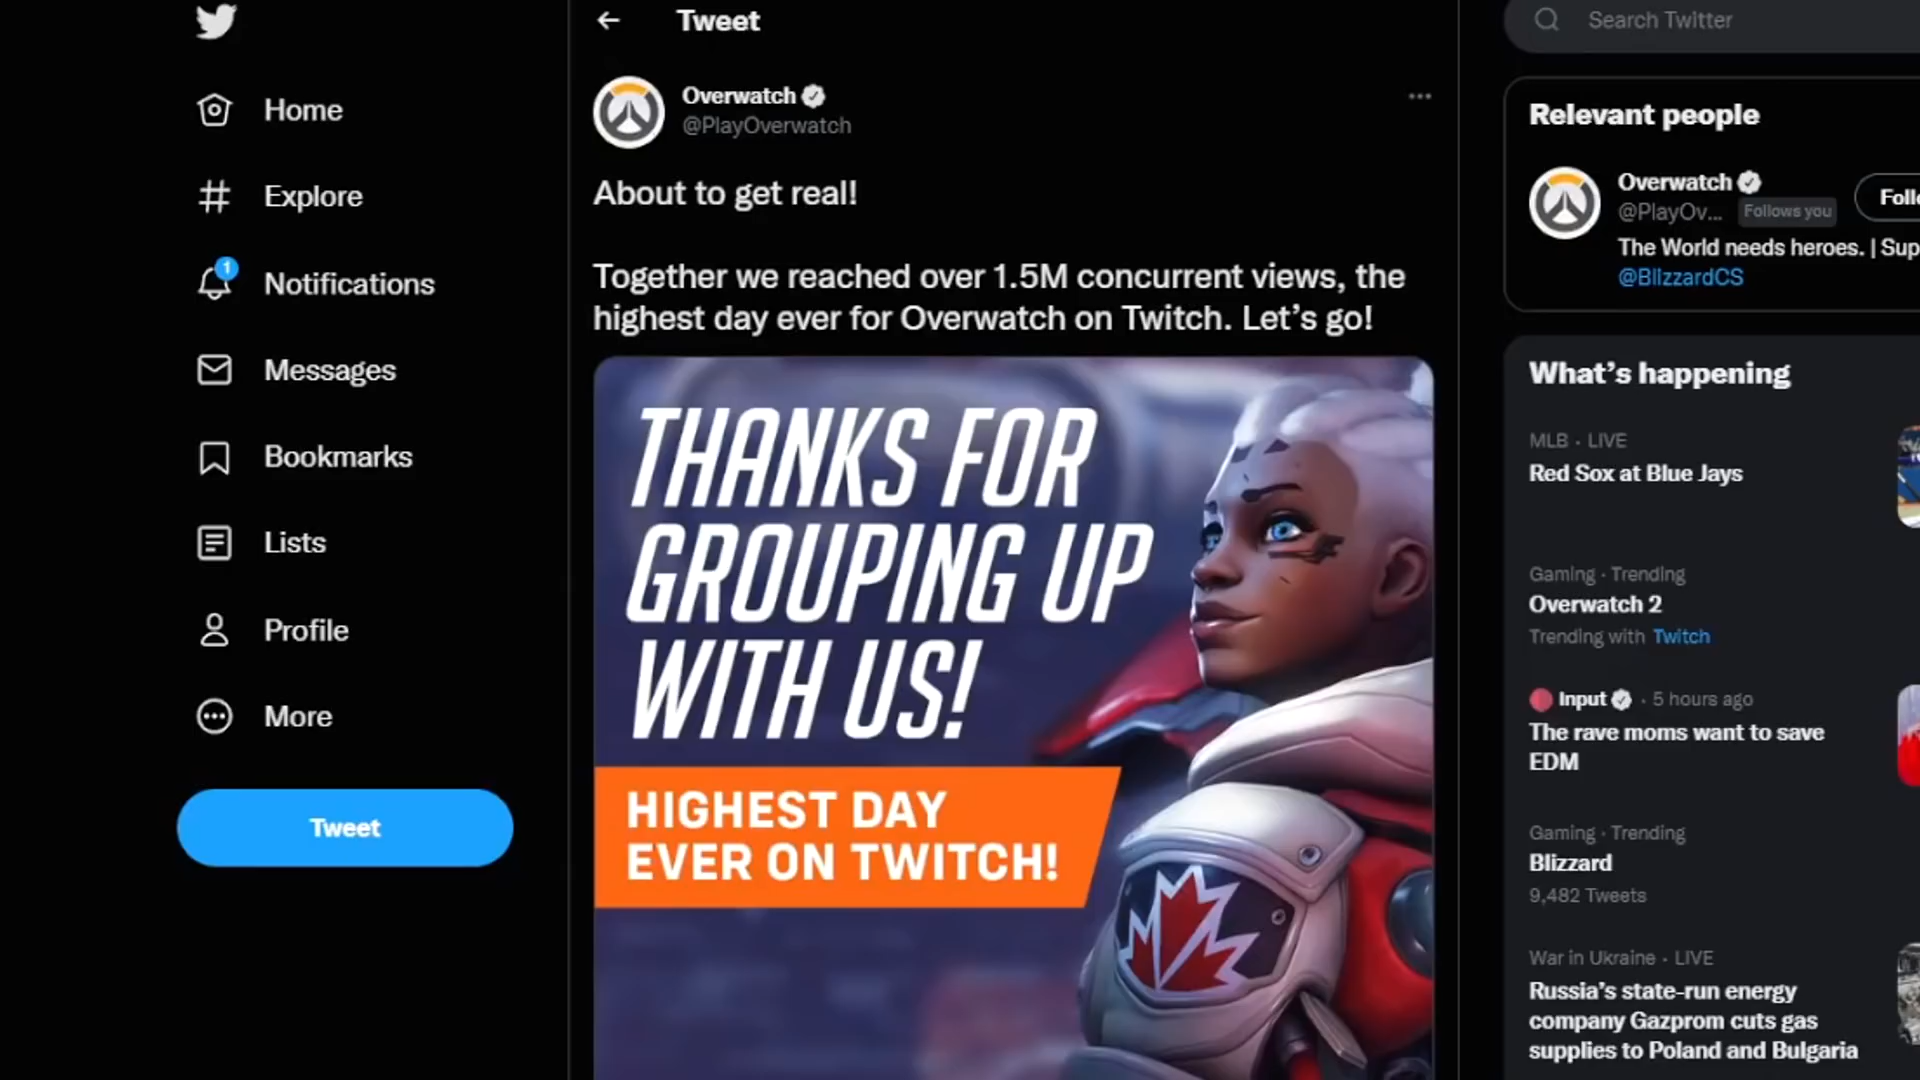 Home
Explore
1
Notifications
Messages
Bookmarks
Lists
Profile
More
Tweet
Tweet
Overwatch
@PlayOverwatch
About to get real!
Together we reached over 1.5M concurrent views, the
highest day ever for Overwatch on Twitch. Let’s go!
THANKS FOR
GROUPING UP
WITH US!
HIGHEST DAY
EVER ON TWITCH!
Search Twitter
Relevant people
Overwatch
@PlayOv... Follows you
Follo
The World needs heroes. | Sup
@BlizzardCS
What’s happening
MLB · LIVE
Red Sox at Blue Jays
Gaming · Trending
Overwatch 2
Trending with Twitch
Input · 5 hours ago
The rave moms want to save
EDM
Gaming · Trending
Blizzard
9,482 Tweets
War in Ukraine · LIVE
Russia’s state-run energy
company Gazprom cuts gas
supplies to Poland and Bulgaria